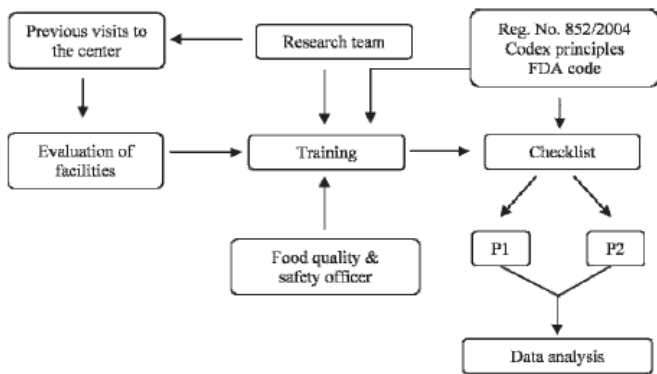 Previous visits to
the center
Research team
Reg. No. 852/2004
Codex principles
FDA code
Evaluation of
facilities
Training
Checklist
Food quality &
safety officer
P1
P2
Data analysis